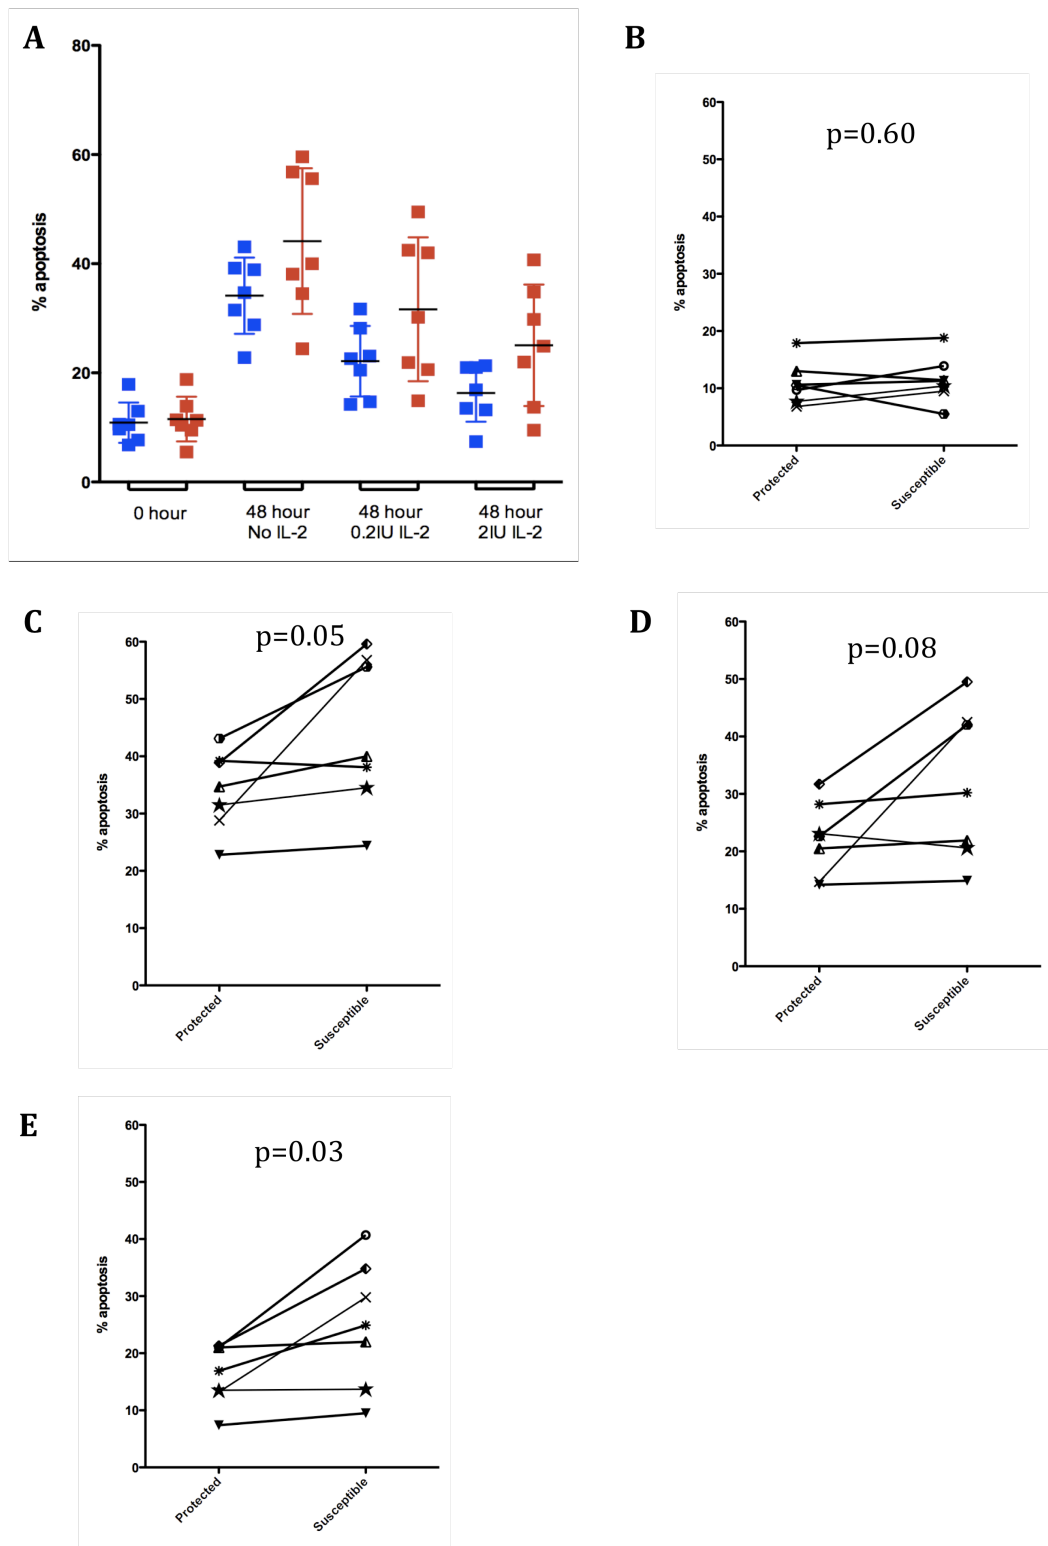 A
80
60
40
20
0
% apoptosis
0 hour
48 hour
No IL-2
48 hour
0.2IU IL-2
48 hour
2IU IL-2
B
p=0.60
60
50
40
30
20
10
0
% apoptosis
Protected
Susceptible
C
p=0.05
60
50
40
30
20
10
0
% apoptosis
Protected
Susceptible
D
p=0.08
60
50
40
30
20
10
0
% apoptosis
Protected
Susceptible
E
p=0.03
60
50
40
30
20
10
0
% apoptosis
Protected
Susceptible